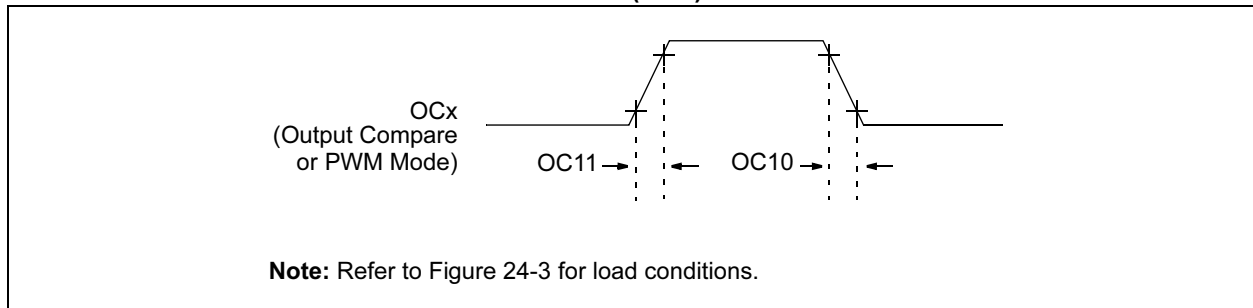 OCx
(Output Compare
or PWM Mode)
OC11
OC10
Note: Refer to Figure 24-3 for load conditions.